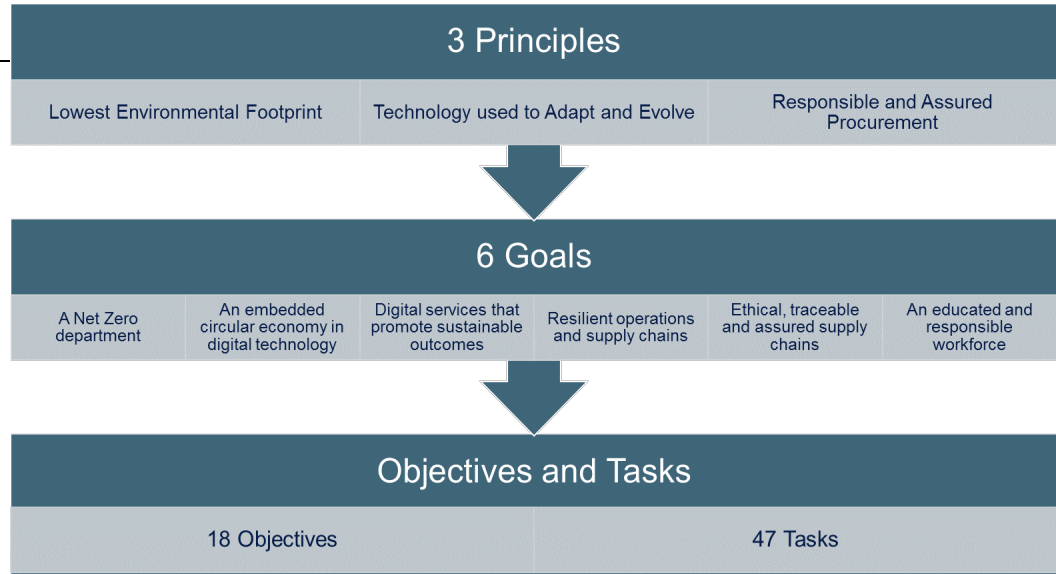 3 Principles
Lowest Environmental Footprint
Technology used to Adapt and Evolve
Responsible and Assured
Procurement
6 Goals
A Net Zero
department
An embedded
circular economy in
digital technology
Digital services that
promote sustainable
outcomes
Resilient operations
and supply chains
Ethical, traceable
and assured supply
chains
An educated and
responsible
workforce
Objectives and Tasks
18 Objectives
47 Tasks